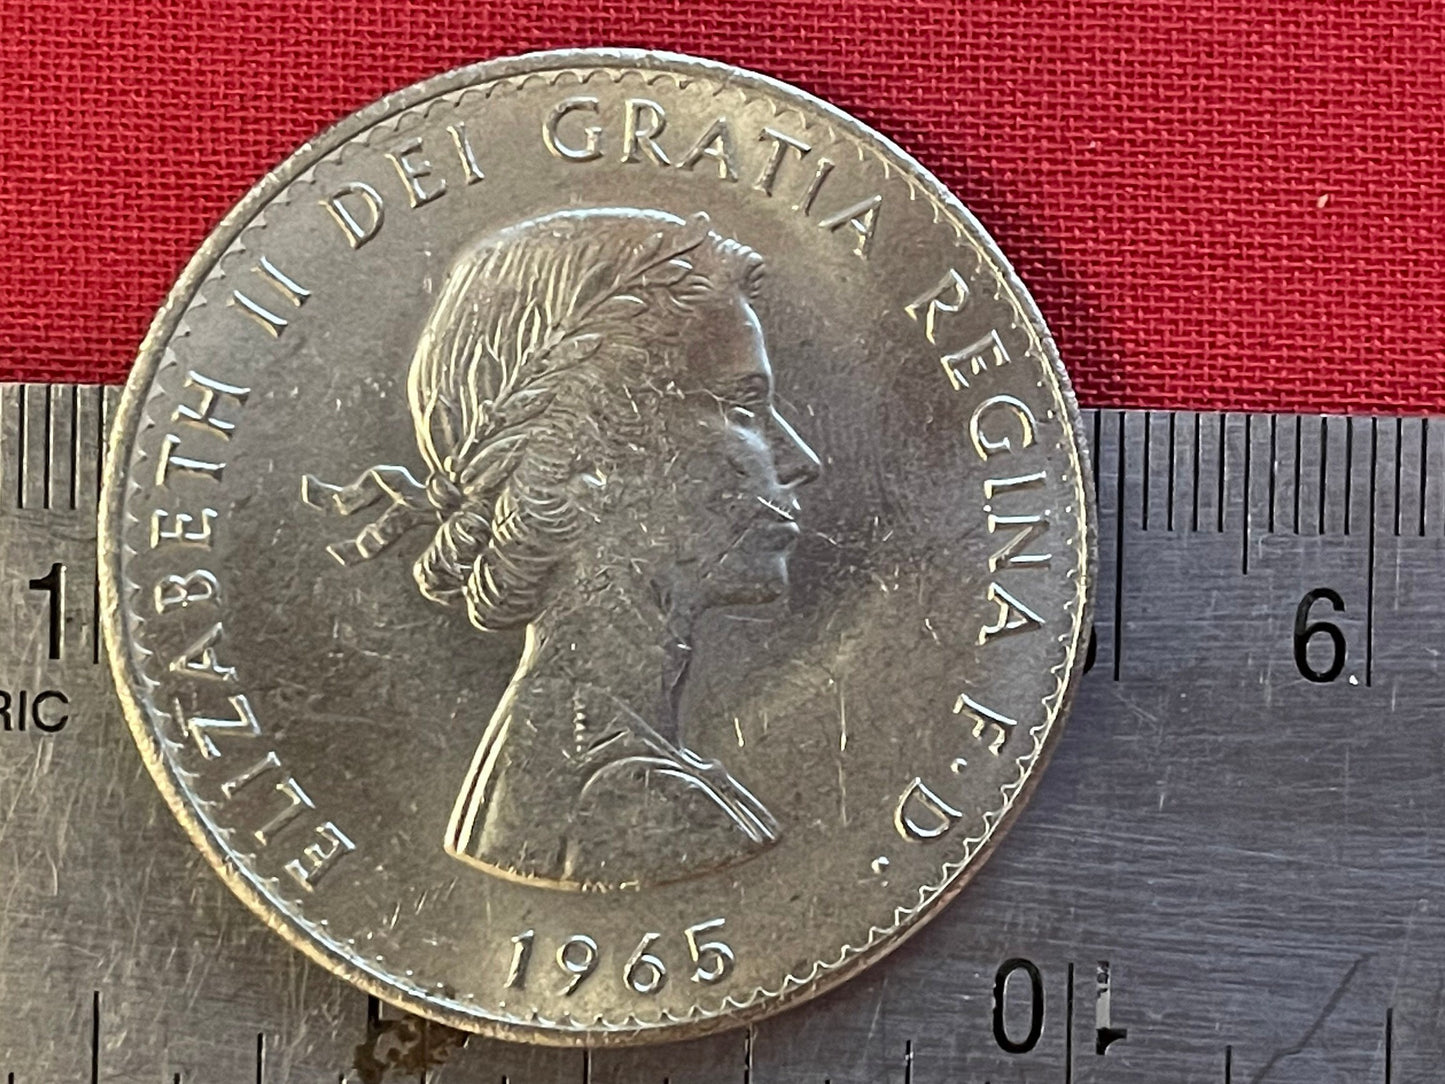 ELIZABETH II DEI GRATIA REGINA F. D.
1965
1
6
RIC
0